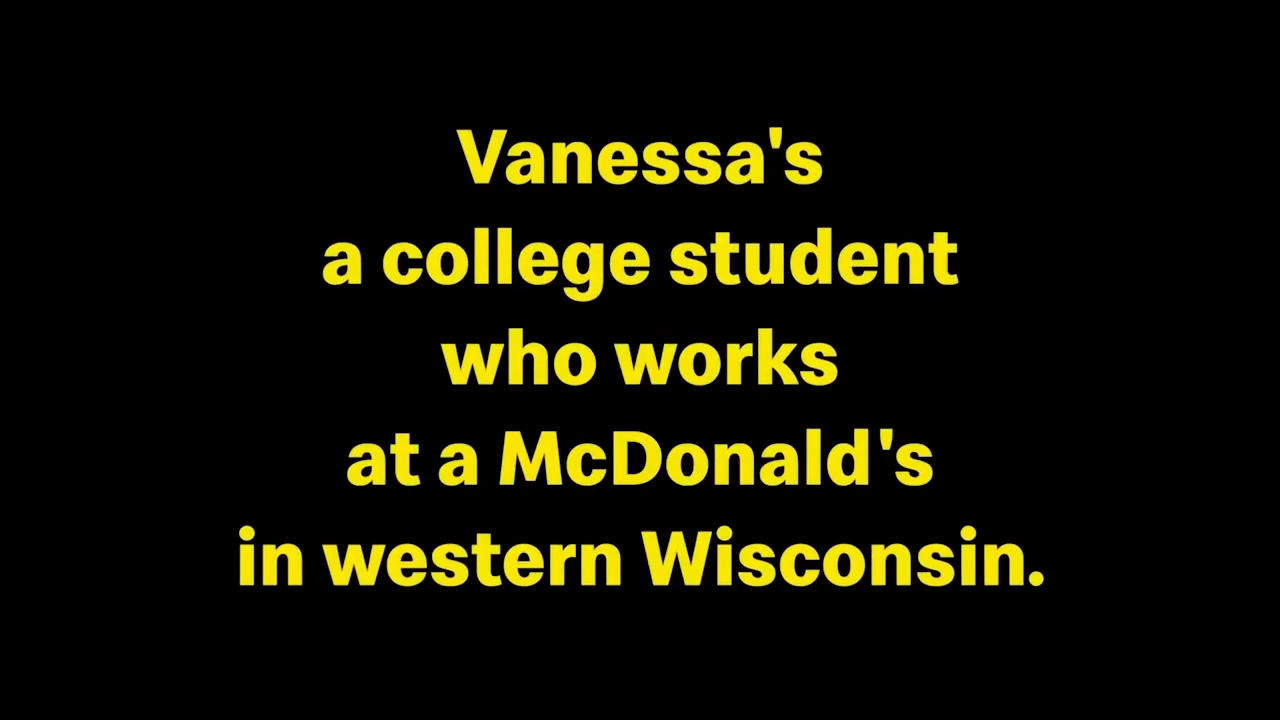 Vanessa's
a college student
who works
at a McDonald's
in western Wisconsin.